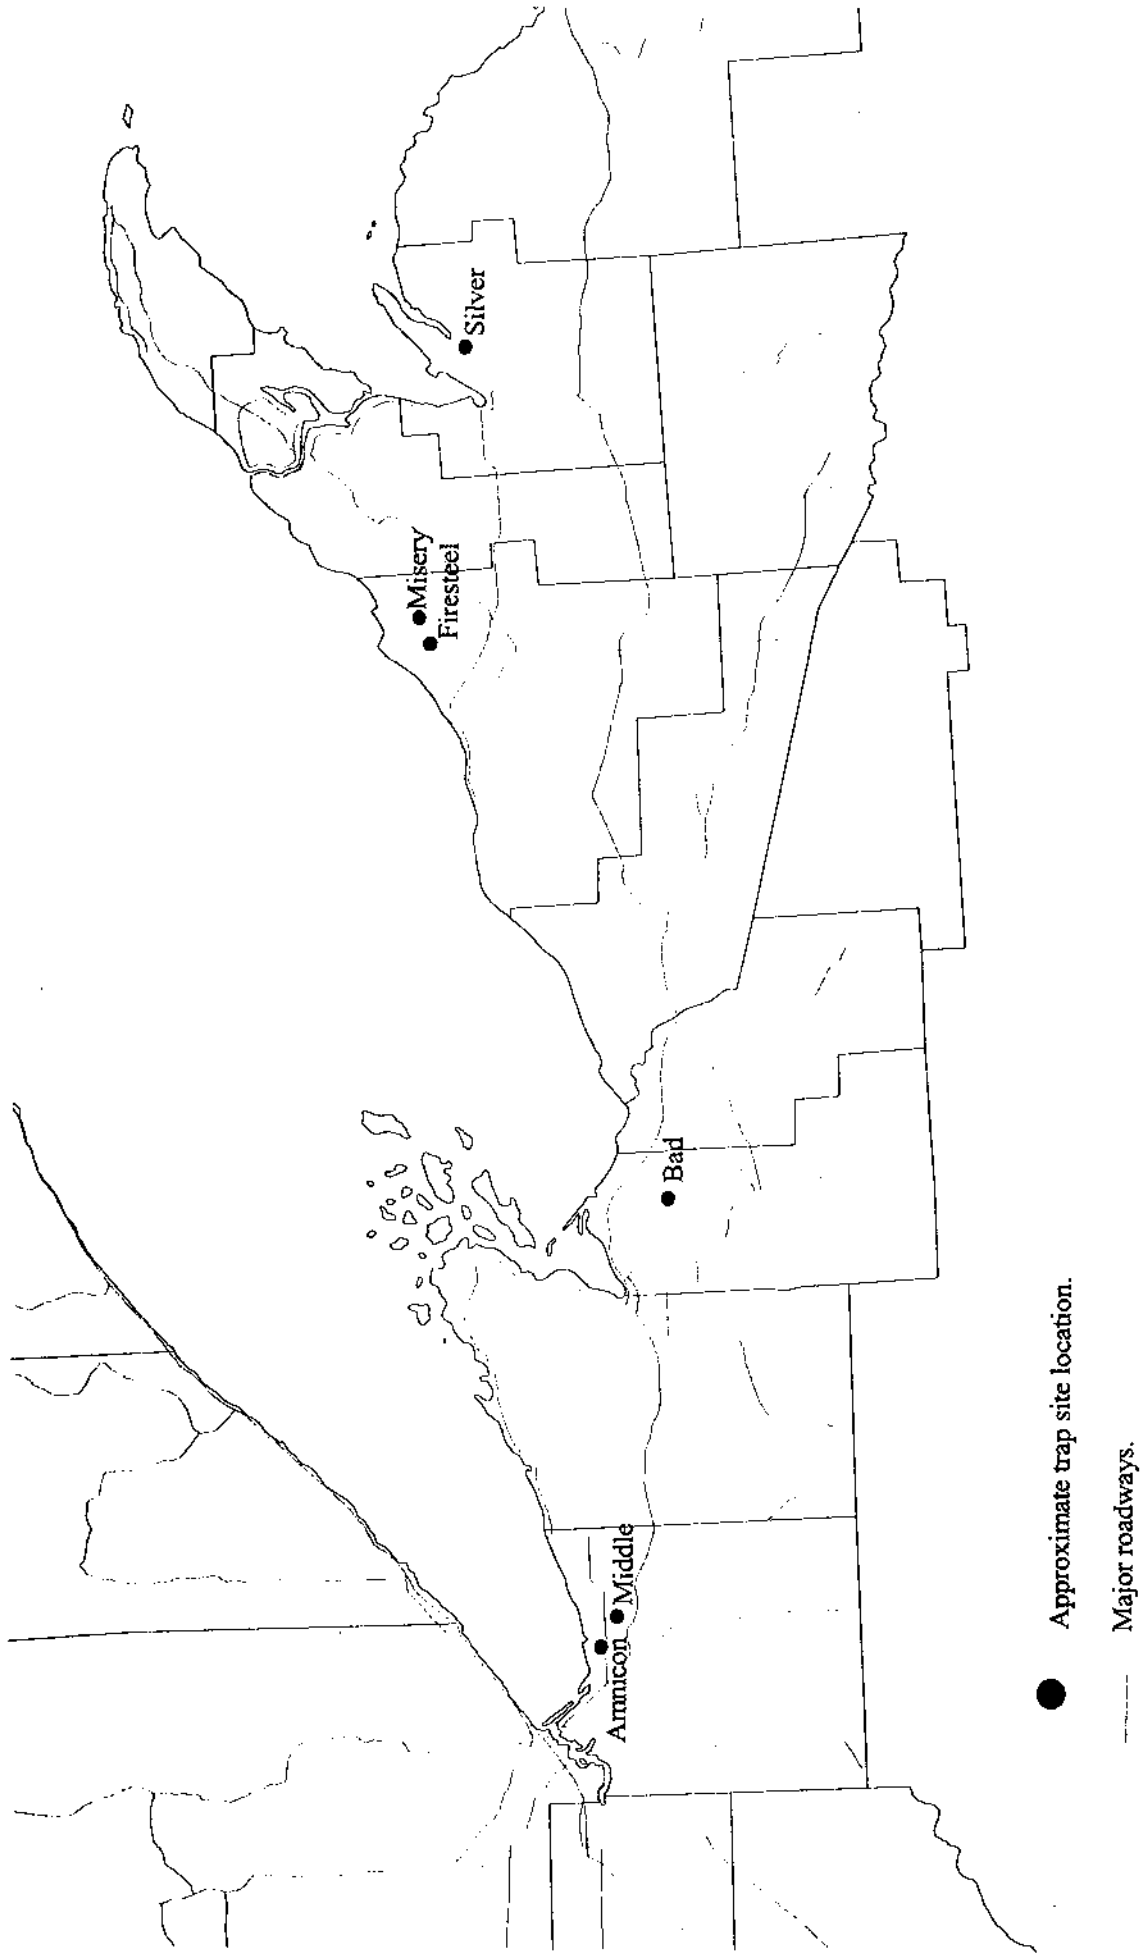 Silver
Misery
Firesteel
Bad
Middle
Amnicon
Approximate trap site location.
Major roadways.